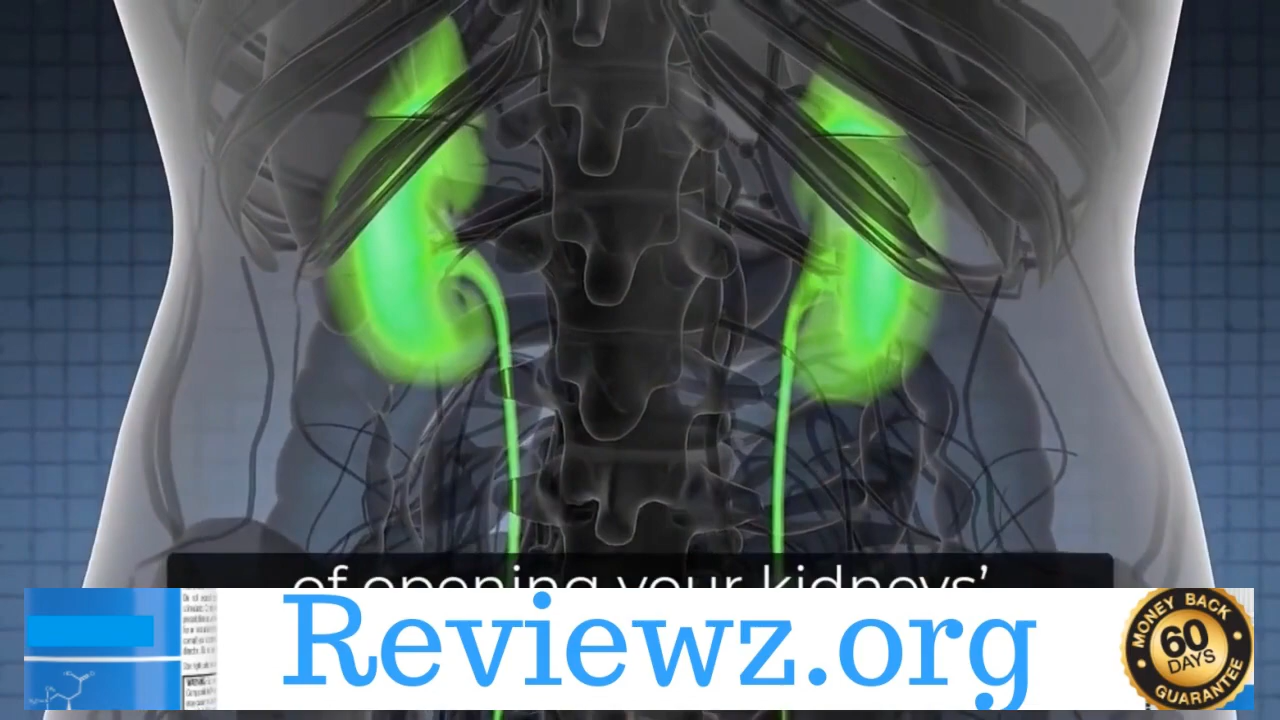 of opening your kidneys'
Reviewz.org
MONEY BACK
60
DAYS
GUARANTEE